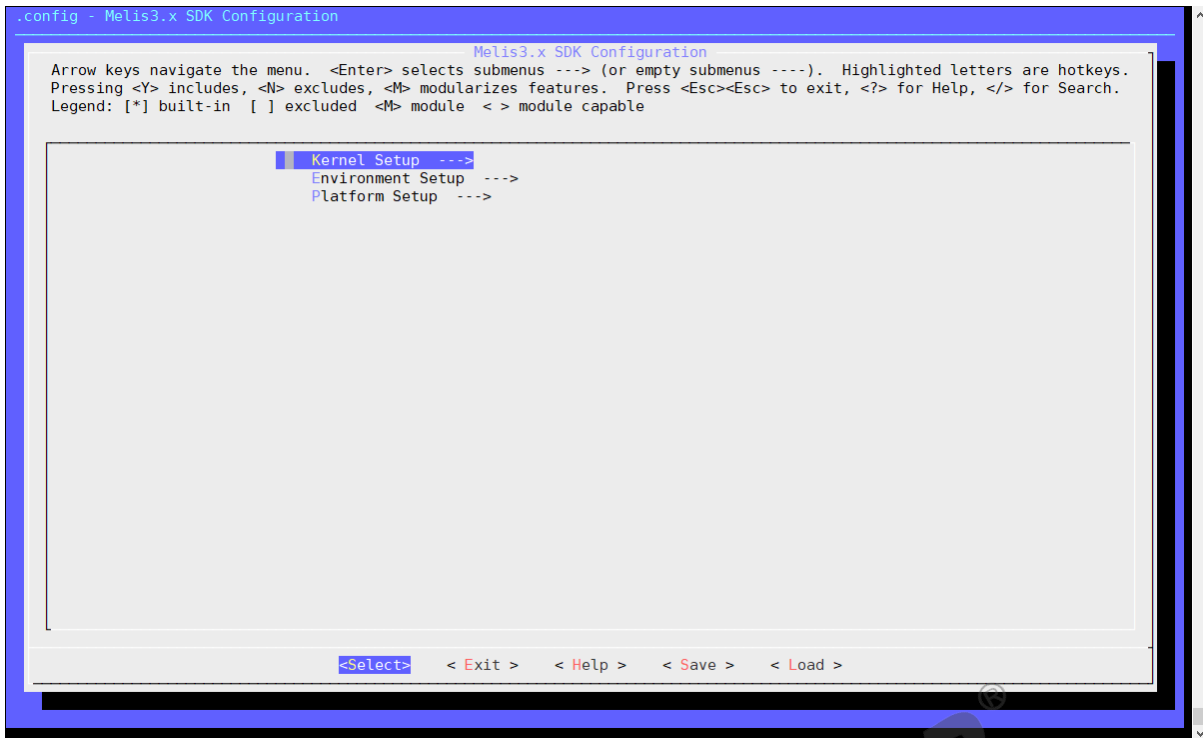 .config - Melis3.x SDK Configuration
Melis3.x SDK Configuration
Arrow keys navigate the menu.  <Enter> selects submenus ---> (or empty submenus ----).  Highlighted letters are hotkeys.
Pressing <Y> includes, <N> excludes, <M> modularizes features.  Press <Esc><Esc> to exit, <?> for Help, </> for Search.
Legend: [*] built-in  [ ] excluded  <M> module  < > module capable
Kernel Setup  --->
Environment Setup  --->
Platform Setup  --->
<Select>    < Exit >    < Help >    < Save >    < Load >
®